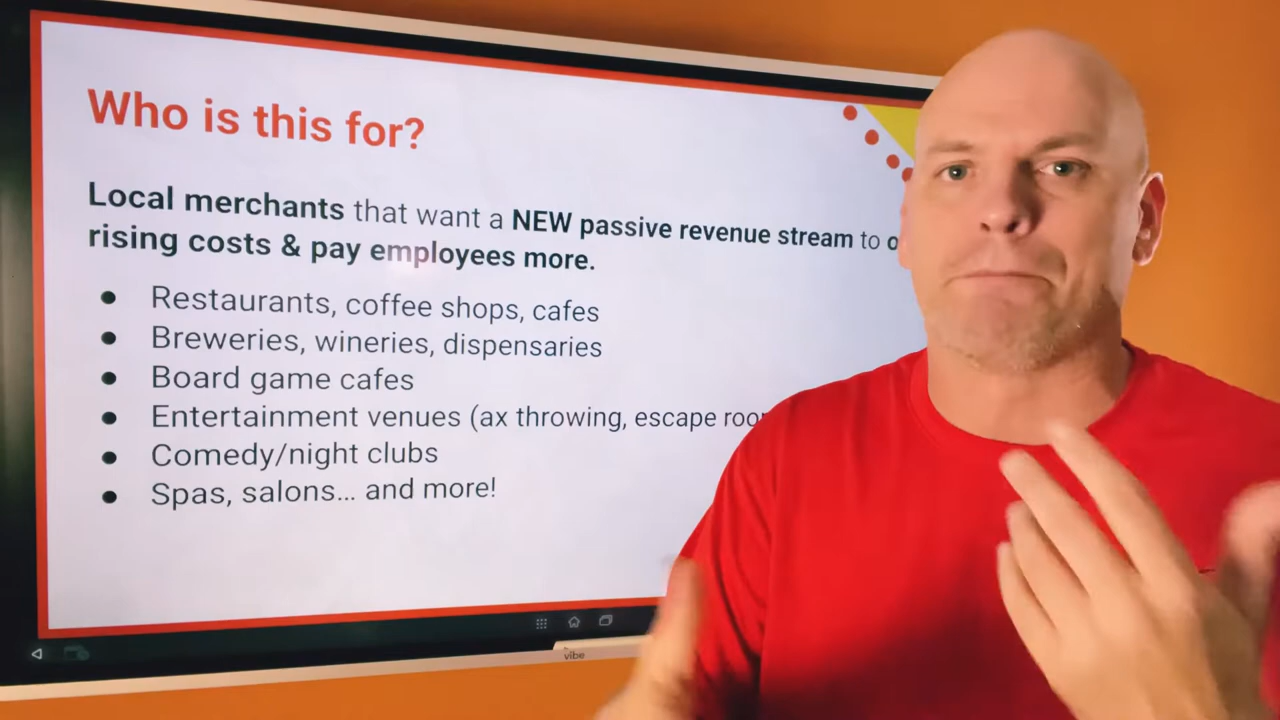 Who is this for?
Local merchants that want a NEW passive revenue stream to
rising costs & pay employees more.
● Restaurants, coffee shops, cafes
● Breweries, wineries, dispensaries
● Board game cafes
● Entertainment venues (ax throwing, escape
● Comedy/night clubs
● Spas, salons... and more!
vibe